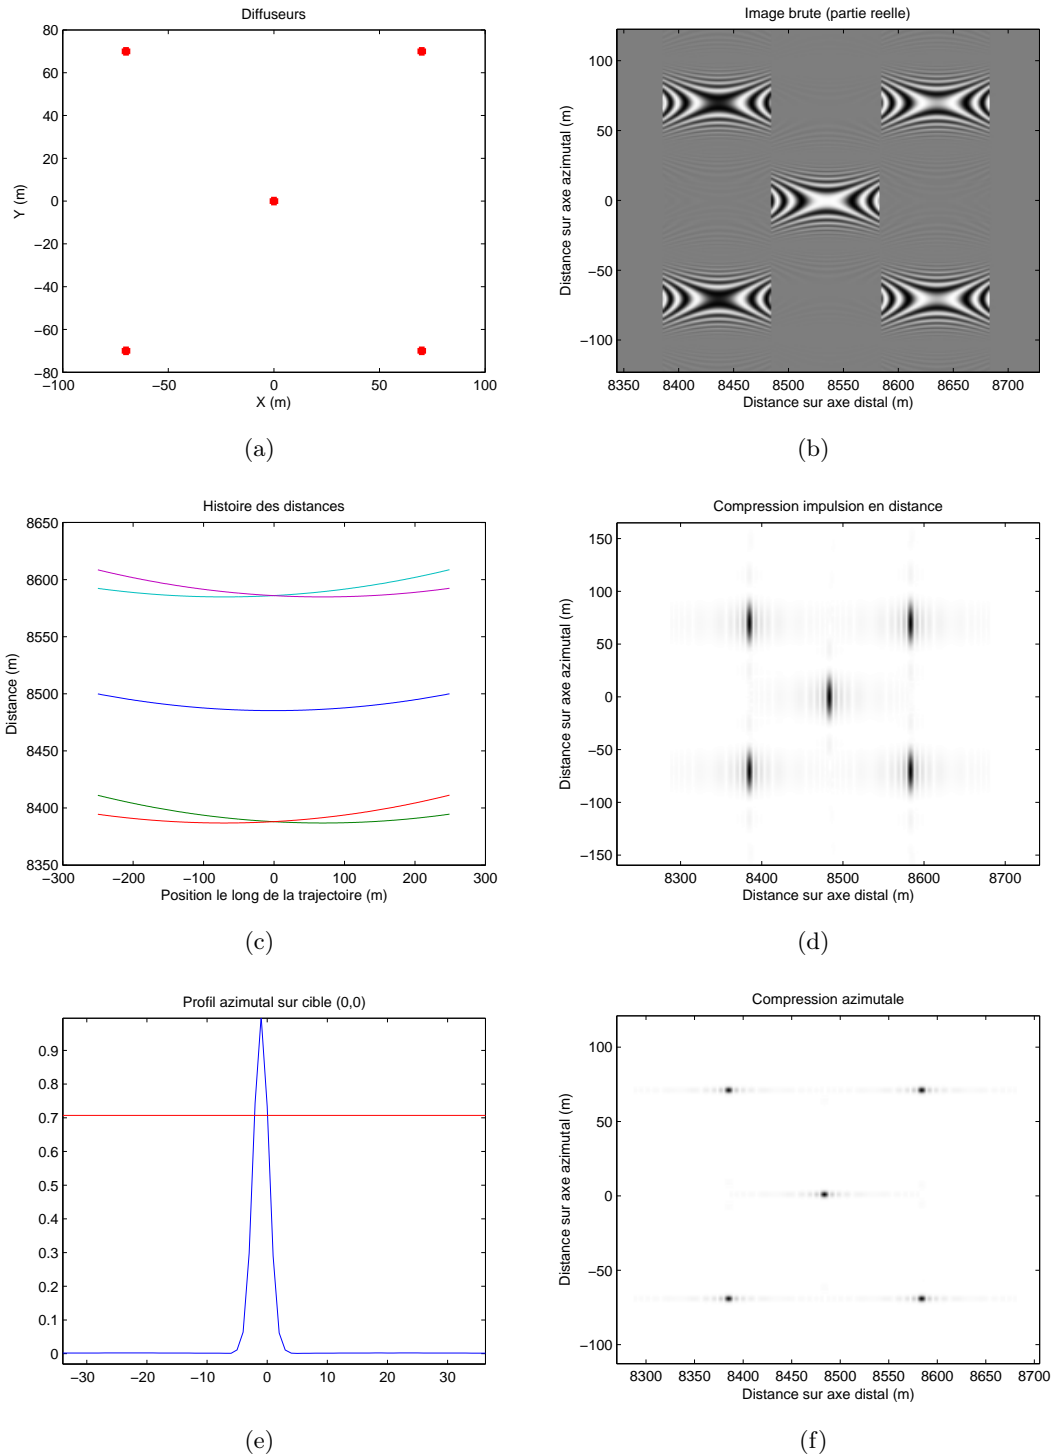 Diffuseurs
80
60
40
20
0
−20
−40
−60
−80
Y (m)
−100 −50 0 50 100
X (m)
(a)
Image brute (partie reelle)
100
50
0
−50
−100
Distance sur axe azimutal (m)
8350 8400 8450 8500 8550 8600 8650 8700
Distance sur axe distal (m)
(b)
Histoire des distances
8650
8600
8550
8500
8450
8400
8350
Distance (m)
−300 −200 −100 0 100 200 300
Position le long de la trajectoire (m)
(c)
Compression impulsion en distance
150
100
50
0
−50
−100
−150
Distance sur axe azimutal (m)
8300 8400 8500 8600 8700
Distance sur axe distal (m)
(d)
Profil azimutal sur cible (0,0)
0.9
0.8
0.7
0.6
0.5
0.4
0.3
0.2
0.1
0
−30 −20 −10 0 10 20 30
(e)
Compression azimutale
100
50
0
−50
−100
Distance sur axe azimutal (m)
8300 8350 8400 8450 8500 8550 8600 8650 8700
Distance sur axe distal (m)
(f)